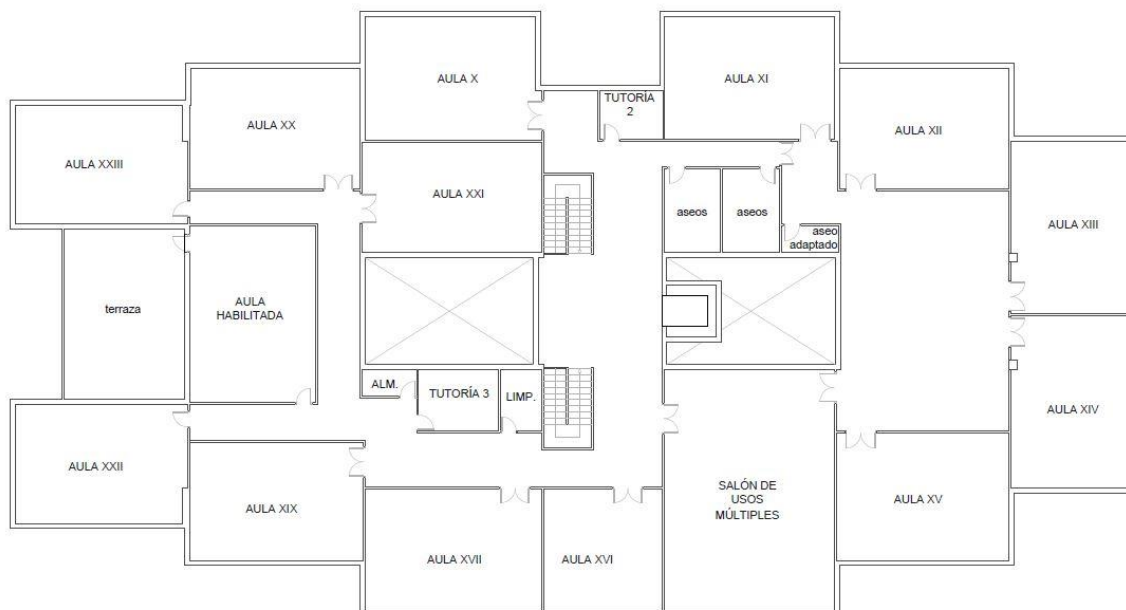 AULA X
AULA XI
TUTORÍA
2
AULA XX
AULA XII
AULA XXIII
AULA XXI
aseos
aseos
aseo
adaptado
AULA XIII
AULA
HABILITADA
terraza
ALM.
TUTORÍA 3
LIMP.
AULA XIV
AULA XXII
AULA XIX
SALÓN DE
USOS
MÚLTIPLES
AULA XV
AULA XVII
AULA XVI